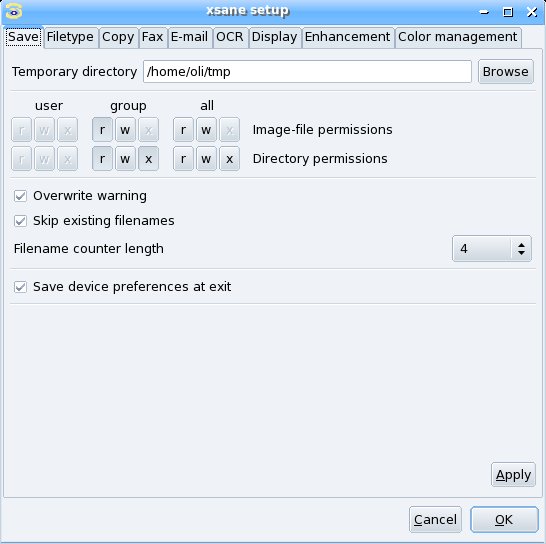 xsane setup
Save Filetype Copy Fax E-mail OCR Display Enhancement Color management
Temporary directory /home/oli/tmp Browse
user group all
r w x r w x r w x Image-file permissions
r w x r w x r w x Directory permissions
Overwrite warning
Skip existing filenames
Filename counter length 4
Save device preferences at exit
Apply
Cancel OK